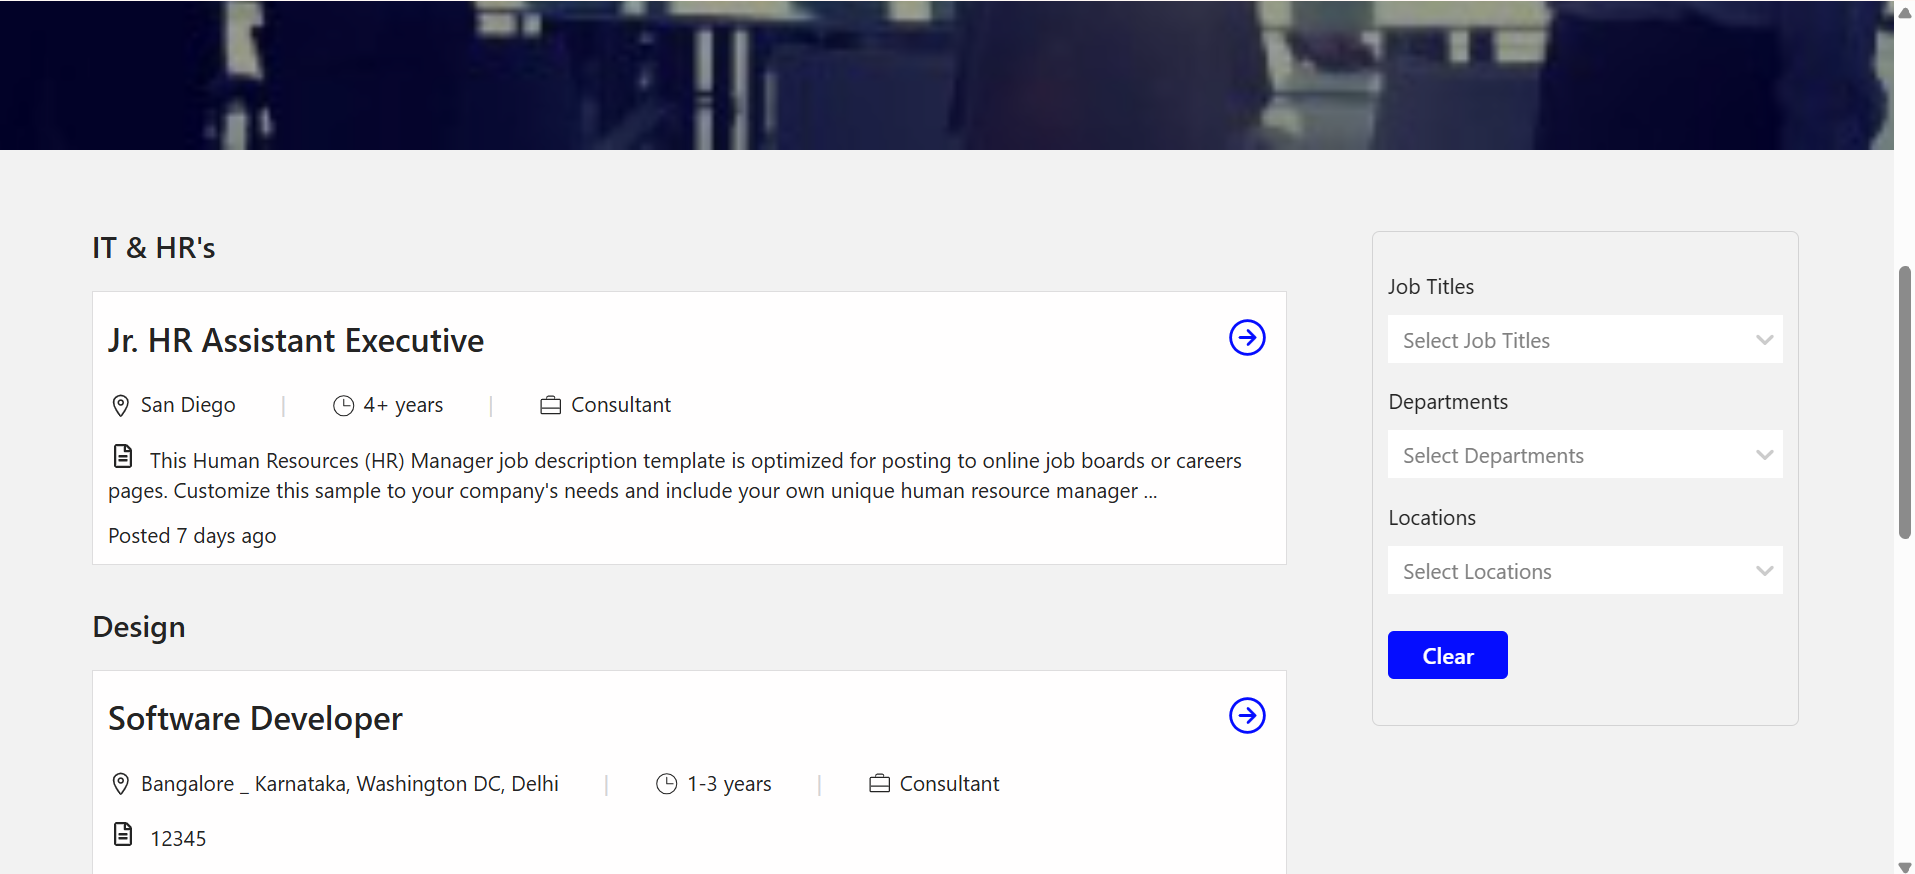 IT & HR's
Jr. HR Assistant Executive
San Diego | 4+ years | Consultant
This Human Resources (HR) Manager job description template is optimized for posting to online job boards or careers
pages. Customize this sample to your company's needs and include your own unique human resource manager ...
Posted 7 days ago
Design
Software Developer
Bangalore _ Karnataka, Washington DC, Delhi | 1-3 years | Consultant
12345
Job Titles
Select Job Titles
Departments
Select Departments
Locations
Select Locations
Clear